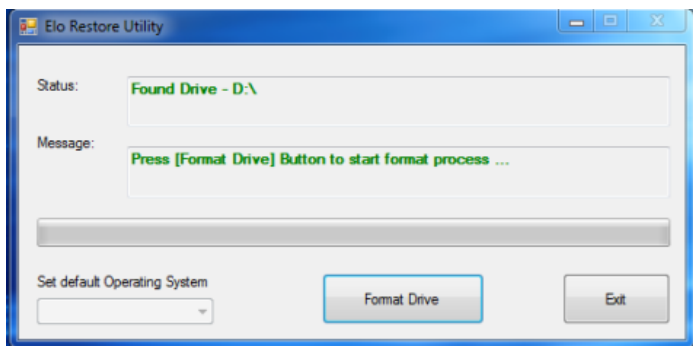 Elo Restore Utility
Status:
Found Drive - D:\
Message:
Press [Format Drive] Button to start format process ...
Set default Operating System
Format Drive
Exit